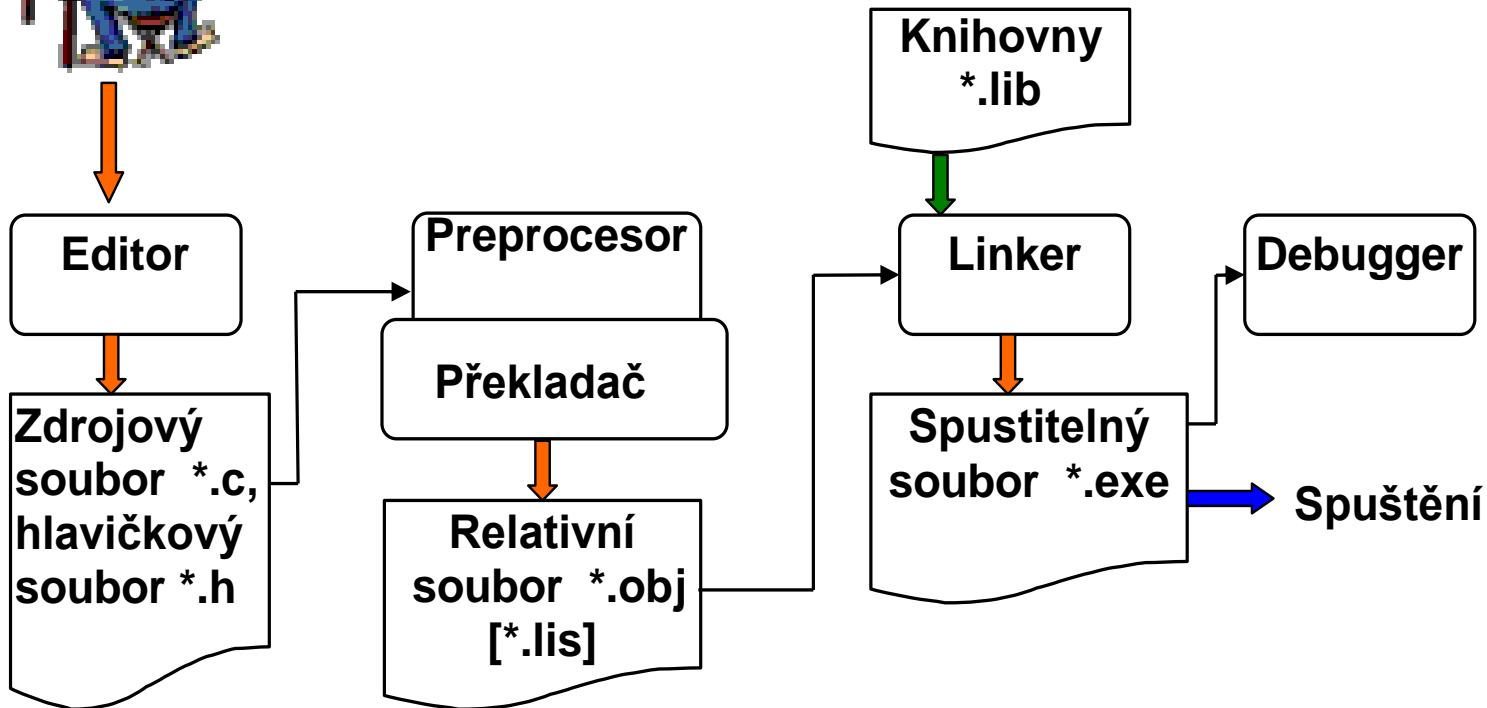 Knihovny
*.lib
Editor
Preprocesor
Překladač
Linker
Debugger
Zdrojový
soubor *.c,
hlavičkový
soubor *.h
Relativní
soubor *.obj
[*.lis]
Spustitelný
soubor *.exe
Spuštění